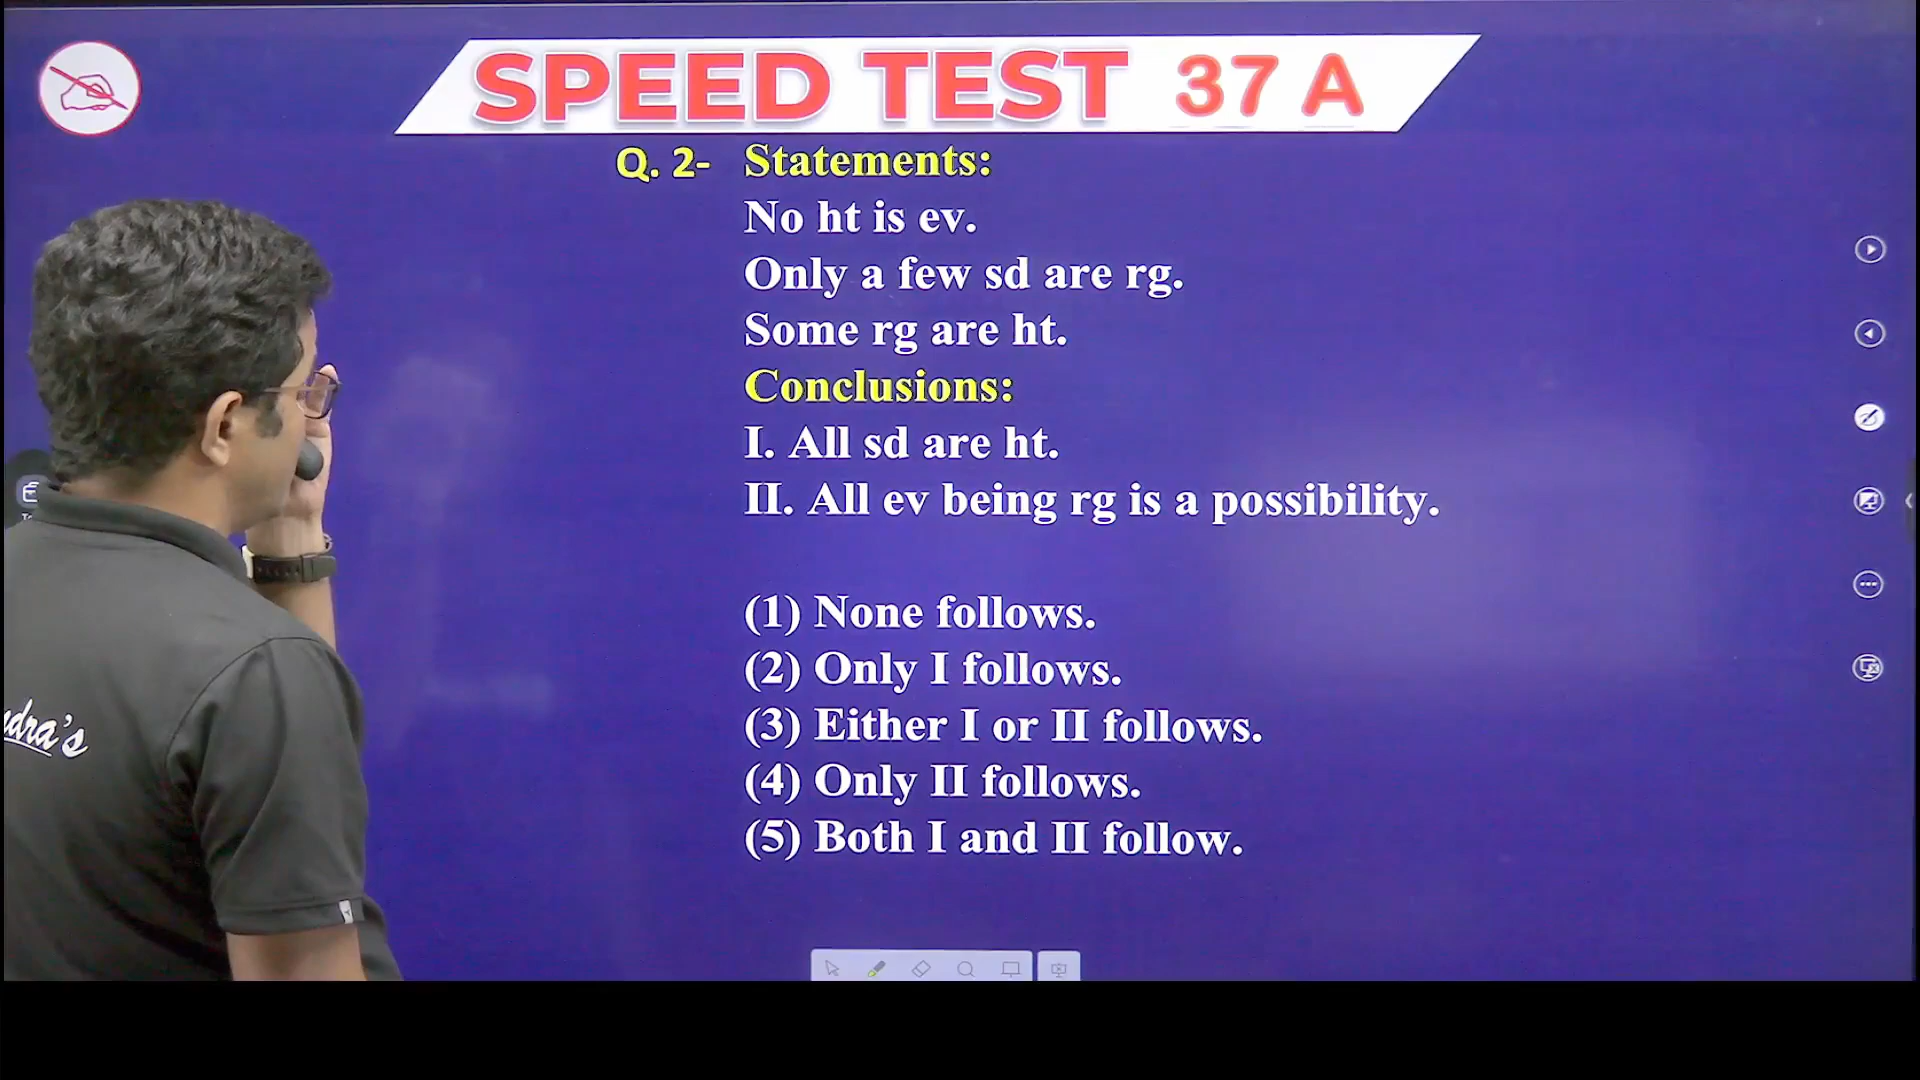 SPEED TEST 37 A
Q. 2- Statements:
No ht is ev.
Only a few sd are rg.
Some rg are ht.
Conclusions:
I. All sd are ht.
II. All ev being rg is a possibility.
(1) None follows.
(2) Only I follows.
(3) Either I or II follows.
(4) Only II follows.
(5) Both I and II follow.